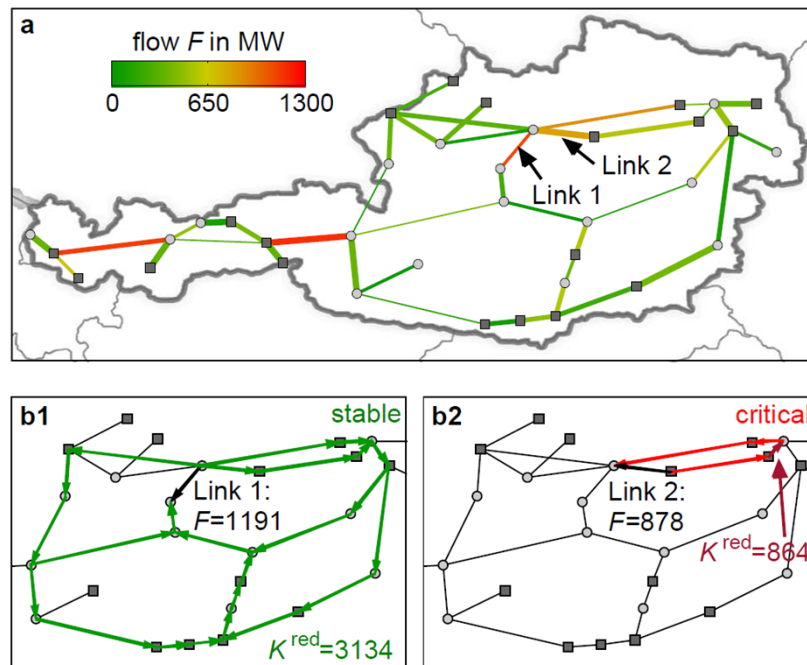 a
flow F in MW
0 650 1300
Link 2
Link 1
b1
stable
Link 1:
F=1191
K^red=3134
b2
critical
Link 2:
F=878
K^red=864